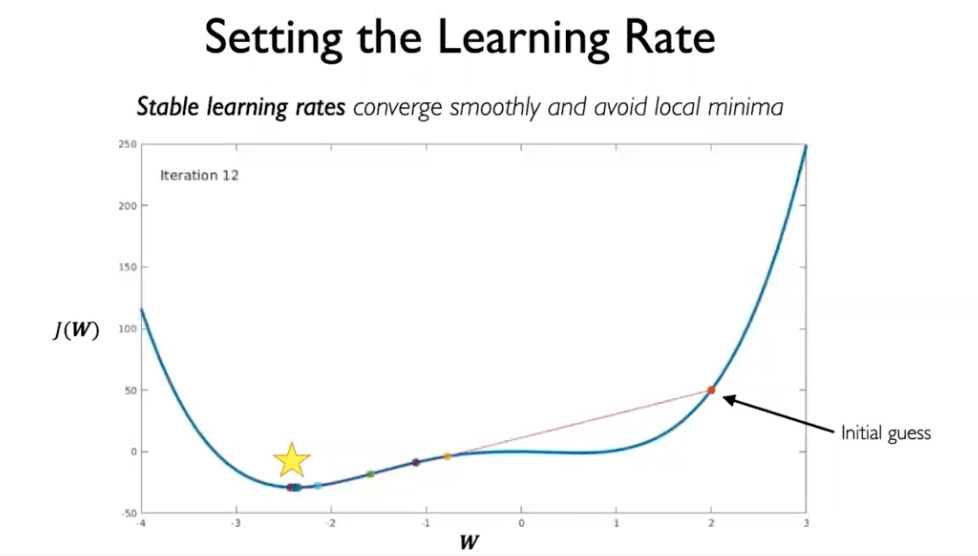 Setting the Learning Rate
Stable learning rates converge smoothly and avoid local minima
250
Iteration 12
200
150
J(W)
100
50
Initial guess
0
-50
-4
-3
-2
-1
0
1
2
3
W